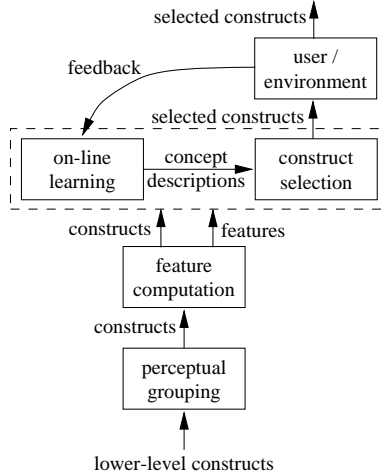 selected constructs
user /
environment
feedback
selected constructs
on-line
learning
concept
descriptions
construct
selection
constructs
features
feature
computation
constructs
perceptual
grouping
lower-level constructs